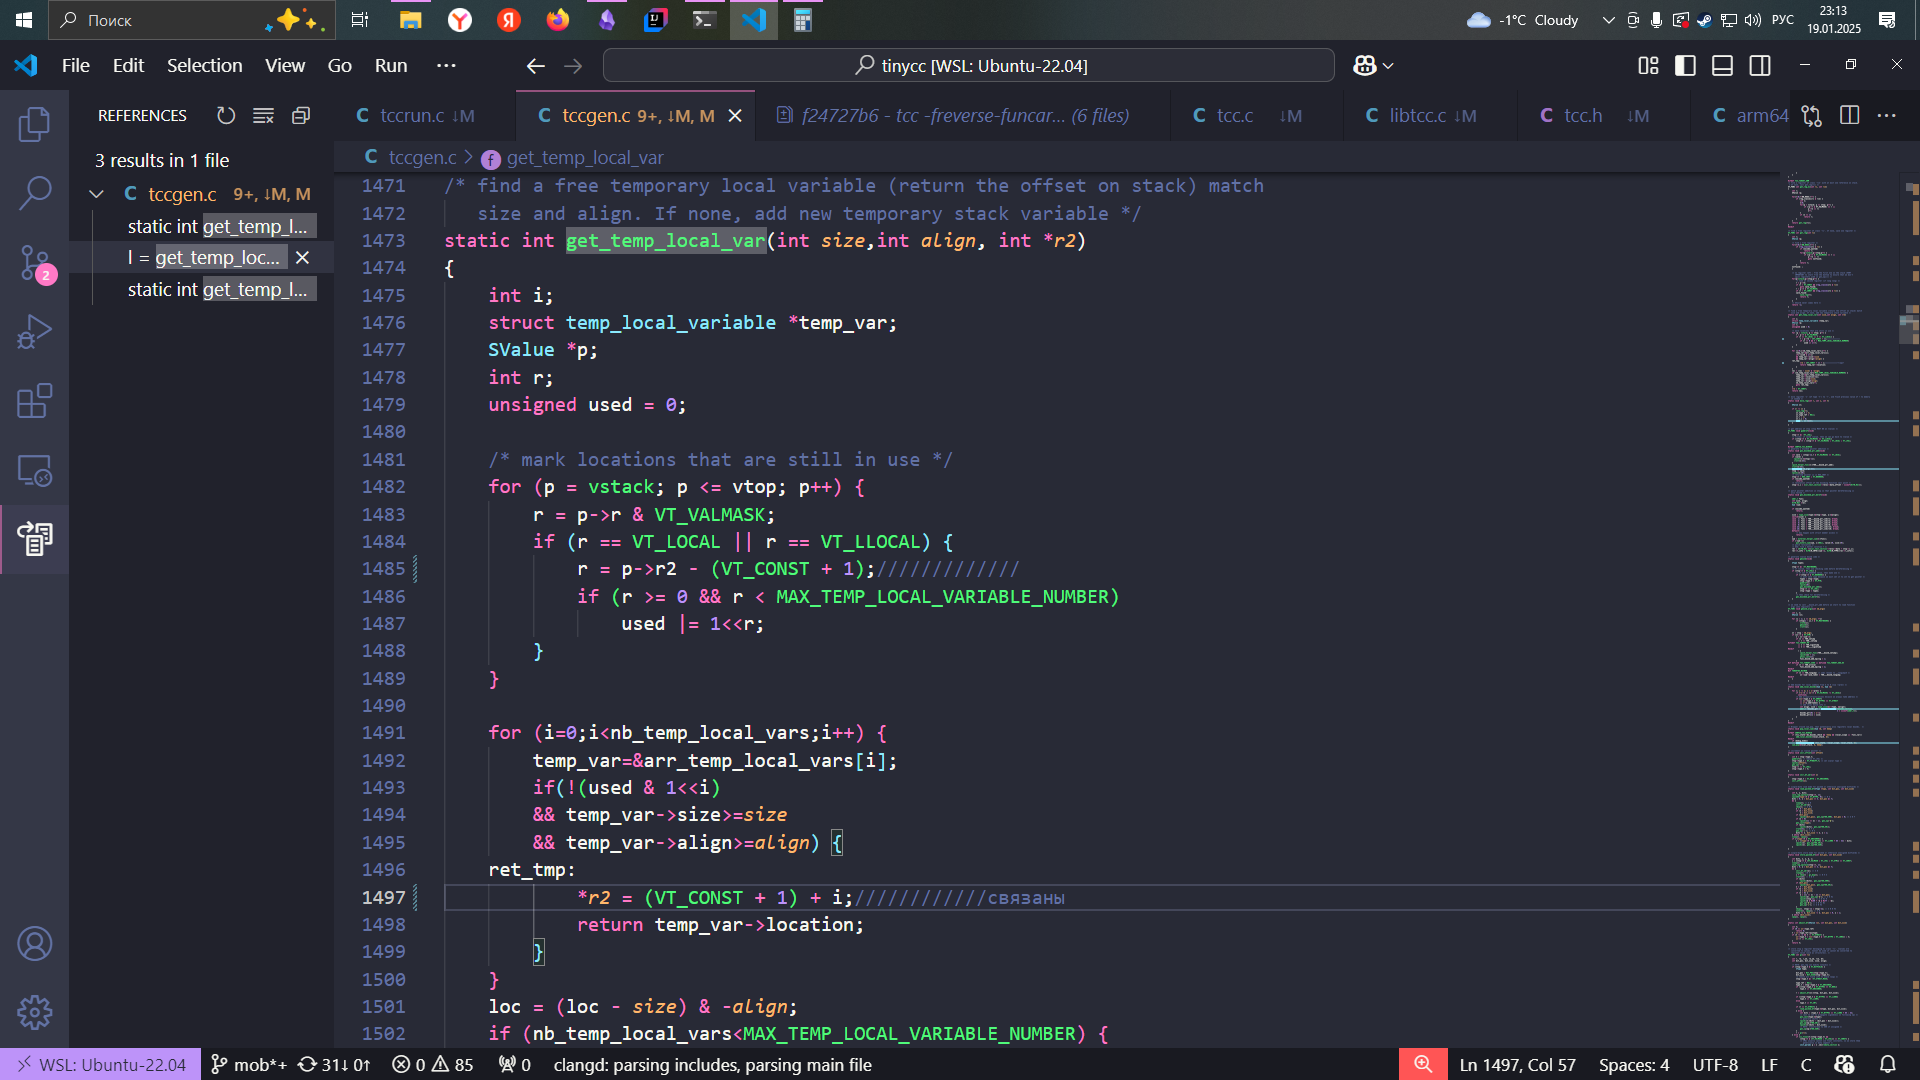 Поиск
-1°C Cloudy
РУС
23:13
19.01.2025
File Edit Selection View Go Run ···
tinycc [WSL: Ubuntu-22.04]
REFERENCES
C tccrun.c ↓M
C tccgen.c 9+, ↓M, M
f24727b6 - tcc -freverse-funcar... (6 files)
C tcc.c ↓M
C libtcc.c ↓M
C tcc.h ↓M
C arm64
3 results in 1 file
C tccgen.c 9+, ↓M, M
static int get_temp_l...
l = get_temp_loc...
static int get_temp_l...
2
C tccgen.c > f get_temp_local_var
1471 /* find a free temporary local variable (return the offset on stack) match
1472 size and align. If none, add new temporary stack variable */
1473 static int get_temp_local_var(int size,int align, int *r2)
1474 {
1475 int i;
1476 struct temp_local_variable *temp_var;
1477 SValue *p;
1478 int r;
1479 unsigned used = 0;
1480
1481 /* mark locations that are still in use */
1482 for (p = vstack; p <= vtop; p++) {
1483 r = p->r & VT_VALMASK;
1484 if (r == VT_LOCAL || r == VT_LLOCAL) {
1485 r = p->r2 - (VT_CONST + 1);/////////////
1486 if (r >= 0 && r < MAX_TEMP_LOCAL_VARIABLE_NUMBER)
1487 used |= 1<<r;
1488 }
1489 }
1490
1491 for (i=0;i<nb_temp_local_vars;i++) {
1492 temp_var=&arr_temp_local_vars[i];
1493 if(!(used & 1<<i)
1494 && temp_var->size>=size
1495 && temp_var->align>=align) {
1496 ret_tmp:
1497 *r2 = (VT_CONST + 1) + i;////////////связаны
1498 return temp_var->location;
1499 }
1500 }
1501 loc = (loc - size) & -align;
1502 if (nb_temp_local_vars<MAX_TEMP_LOCAL_VARIABLE_NUMBER) {
WSL: Ubuntu-22.04 mob*+ 31↓ 0↑ 0 85 0 clangd: parsing includes, parsing main file
Ln 1497, Col 57 Spaces: 4 UTF-8 LF C